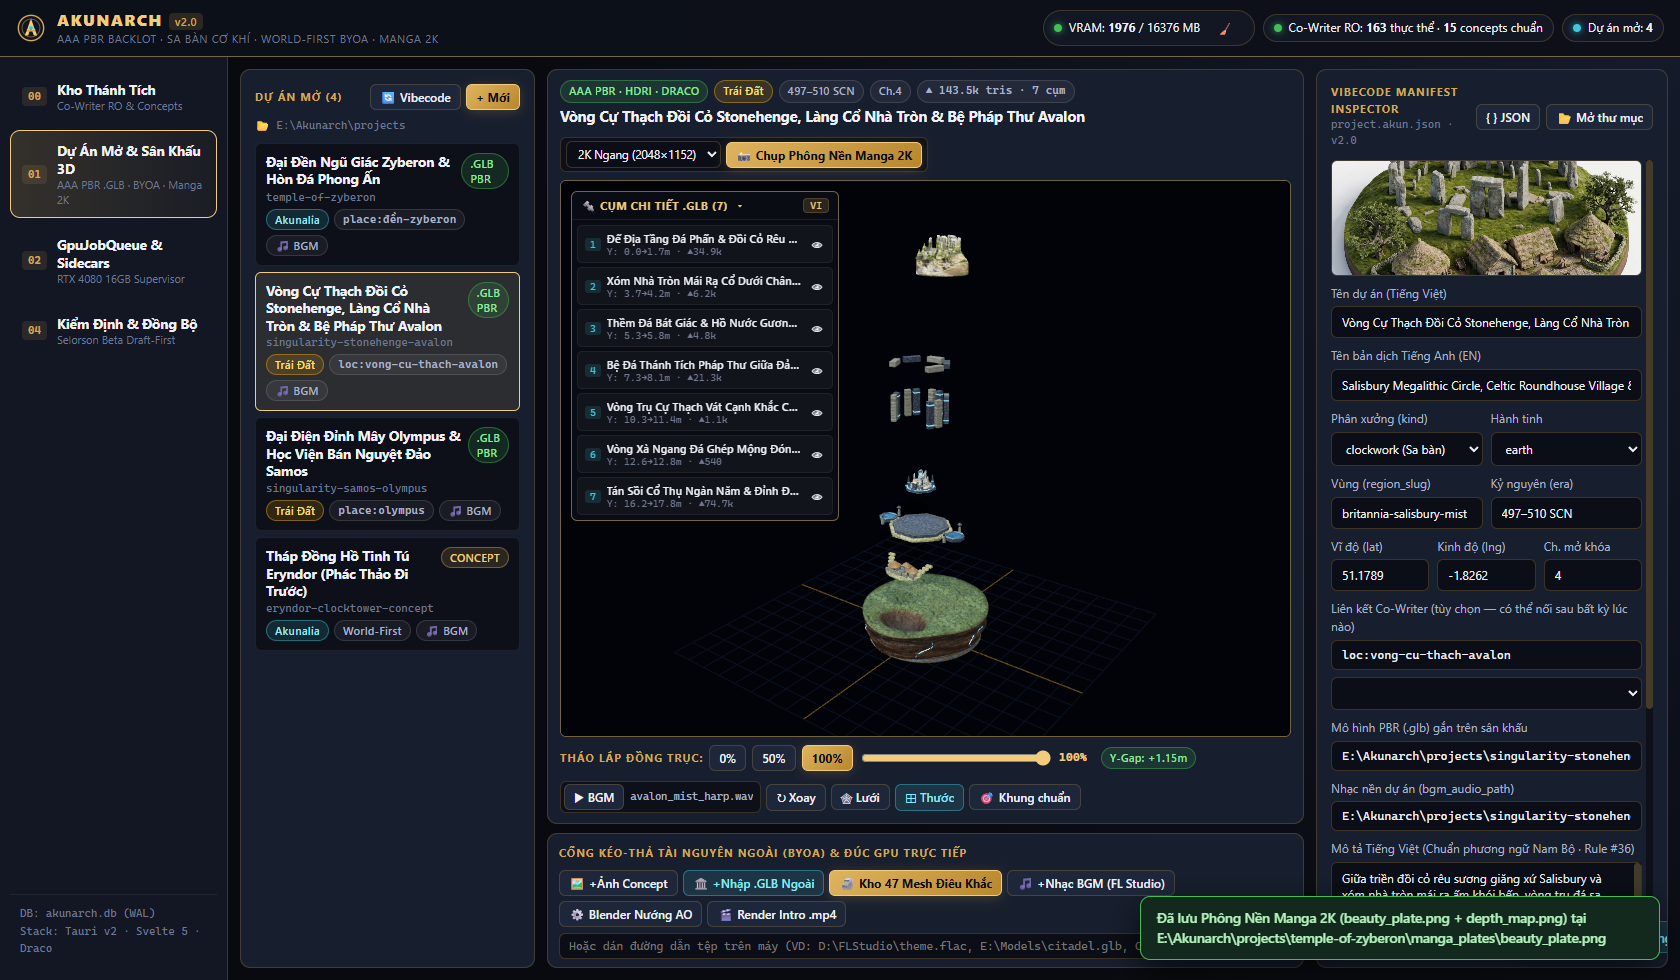 AKUNARCH v2.0
AAA PBR BACKLOT · SA BÀN CƠ KHÍ · WORLD-FIRST BYOA · MANGA 2K
VRAM: 1976 / 16376 MB
Co-Writer RO: 163 thực thể · 15 concepts chuẩn
Dự án mở: 4
00
Kho Thánh Tích
Co-Writer RO & Concepts
01
Dự Án Mở & Sân Khấu
3D
AAA PBR .GLB · BYOA · Manga
2K
02
GpuJobQueue &
Sidecars
RTX 4080 16GB Supervisor
04
Kiểm Định & Đồng Bộ
Selorson Beta Draft-First
DB: akunarch.db (WAL)
Stack: Tauri v2 · Svelte 5 ·
Draco
DỰ ÁN MỞ (4)
Vibecode
+ Mới
E:\Akunarch\projects
Đại Đền Ngũ Giác Zyberon &
Hòn Đá Phong Ấn
.GLB
PBR
temple-of-zyberon
Akunalia
place:đền-zyberon
BGM
Vòng Cự Thạch Đồi Cỏ
Stonehenge, Làng Cổ Nhà
Tròn & Bệ Pháp Thư Avalon
.GLB
PBR
singularity-stonehenge-avalon
Trái Đất
loc:vong-cu-thach-avalon
BGM
Đại Điện Đỉnh Mây Olympus &
Học Viện Bán Nguyệt Đảo
Samos
.GLB
PBR
singularity-samos-olympus
Trái Đất
place:olympus
BGM
Tháp Đồng Hồ Tinh Tú
Eryndor (Phác Thảo Đi
Trước)
CONCEPT
eryndor-clocktower-concept
Akunalia
World-First
BGM
AAA PBR · HDRI · DRACO
Trái Đất
497–510 SCN
Ch.4
▲ 143.5k tris · 7 cụm
Vòng Cự Thạch Đồi Cỏ Stonehenge, Làng Cổ Nhà Tròn & Bệ Pháp Thư Avalon
2K Ngang (2048×1152)
Chụp Phông Nền Manga 2K
CỤM CHI TIẾT .GLB (7)
VI
1
Đế Địa Tầng Đá Phấn & Đồi Cỏ Rêu ...
Y: 0.0→1.7m · ▲34.9k
2
Xóm Nhà Tròn Mái Rạ Cổ Dưới Chân...
Y: 3.7→4.2m · ▲6.2k
3
Thềm Đá Bát Giác & Hồ Nước Gươn...
Y: 5.3→5.8m · ▲4.8k
4
Bệ Đá Thánh Tích Pháp Thư Giữa Đả...
Y: 7.3→8.1m · ▲21.3k
5
Vòng Trụ Cự Thạch Vát Cạnh Khắc C...
Y: 10.3→11.4m · ▲1.1k
6
Vòng Xà Ngang Đá Ghép Mộng Đón...
Y: 12.6→12.8m · ▲540
7
Tán Sồi Cổ Thụ Ngàn Năm & Đỉnh Đ...
Y: 16.2→17.8m · ▲74.7k
THÁO LẮP ĐỒNG TRỤC:
0%
50%
100%
100%
Y-Gap: +1.15m
▶ BGM
avalon_mist_harp.wav
↻ Xoay
Lưới
Thước
Khung chuẩn
CỔNG KÉO-THẢ TÀI NGUYÊN NGOÀI (BYOA) & ĐÚC GPU TRỰC TIẾP
+Ảnh Concept
+Nhập .GLB Ngoài
Kho 47 Mesh Điêu Khắc
+Nhạc BGM (FL Studio)
Blender Nướng AO
Render Intro .mp4
Hoặc dán đường dẫn tệp trên máy (VD: D:\FLStudio\theme.flac, E:\Models\citadel.glb,
VIBECODE MANIFEST
INSPECTOR
project.akun.json ·
v2.0
{ } JSON
Mở thư mục
Tên dự án (Tiếng Việt)
Vòng Cự Thạch Đồi Cỏ Stonehenge, Làng Cổ Nhà Tròn
Tên bản dịch Tiếng Anh (EN)
Salisbury Megalithic Circle, Celtic Roundhouse Village &
Phân xưởng (kind)
Hành tinh
clockwork (Sa bàn)
earth
Vùng (region_slug)
Kỷ nguyên (era)
britannia-salisbury-mist
497–510 SCN
Vĩ độ (lat)
Kinh độ (lng)
Ch. mở khóa
51.1789
-1.8262
4
Liên kết Co-Writer (tùy chọn — có thể nối sau bất kỳ lúc
nào)
loc:vong-cu-thach-avalon
Mô hình PBR (.glb) gắn trên sân khấu
E:\Akunarch\projects\singularity-stonehen
Nhạc nền dự án (bgm_audio_path)
E:\Akunarch\projects\singularity-stonehen
Mô tả Tiếng Việt (Chuẩn phương ngữ Nam Bộ · Rule #36)
Giữa triền đồi cỏ rêu sương giăng xứ Salisbury và
xóm nhà tròn mái rạ ấm khói bếp, vòng trụ đá sa
Đã lưu Phông Nền Manga 2K (beauty_plate.png + depth_map.png) tại
E:\Akunarch\projects\temple-of-zyberon\manga_plates\beauty_plate.png